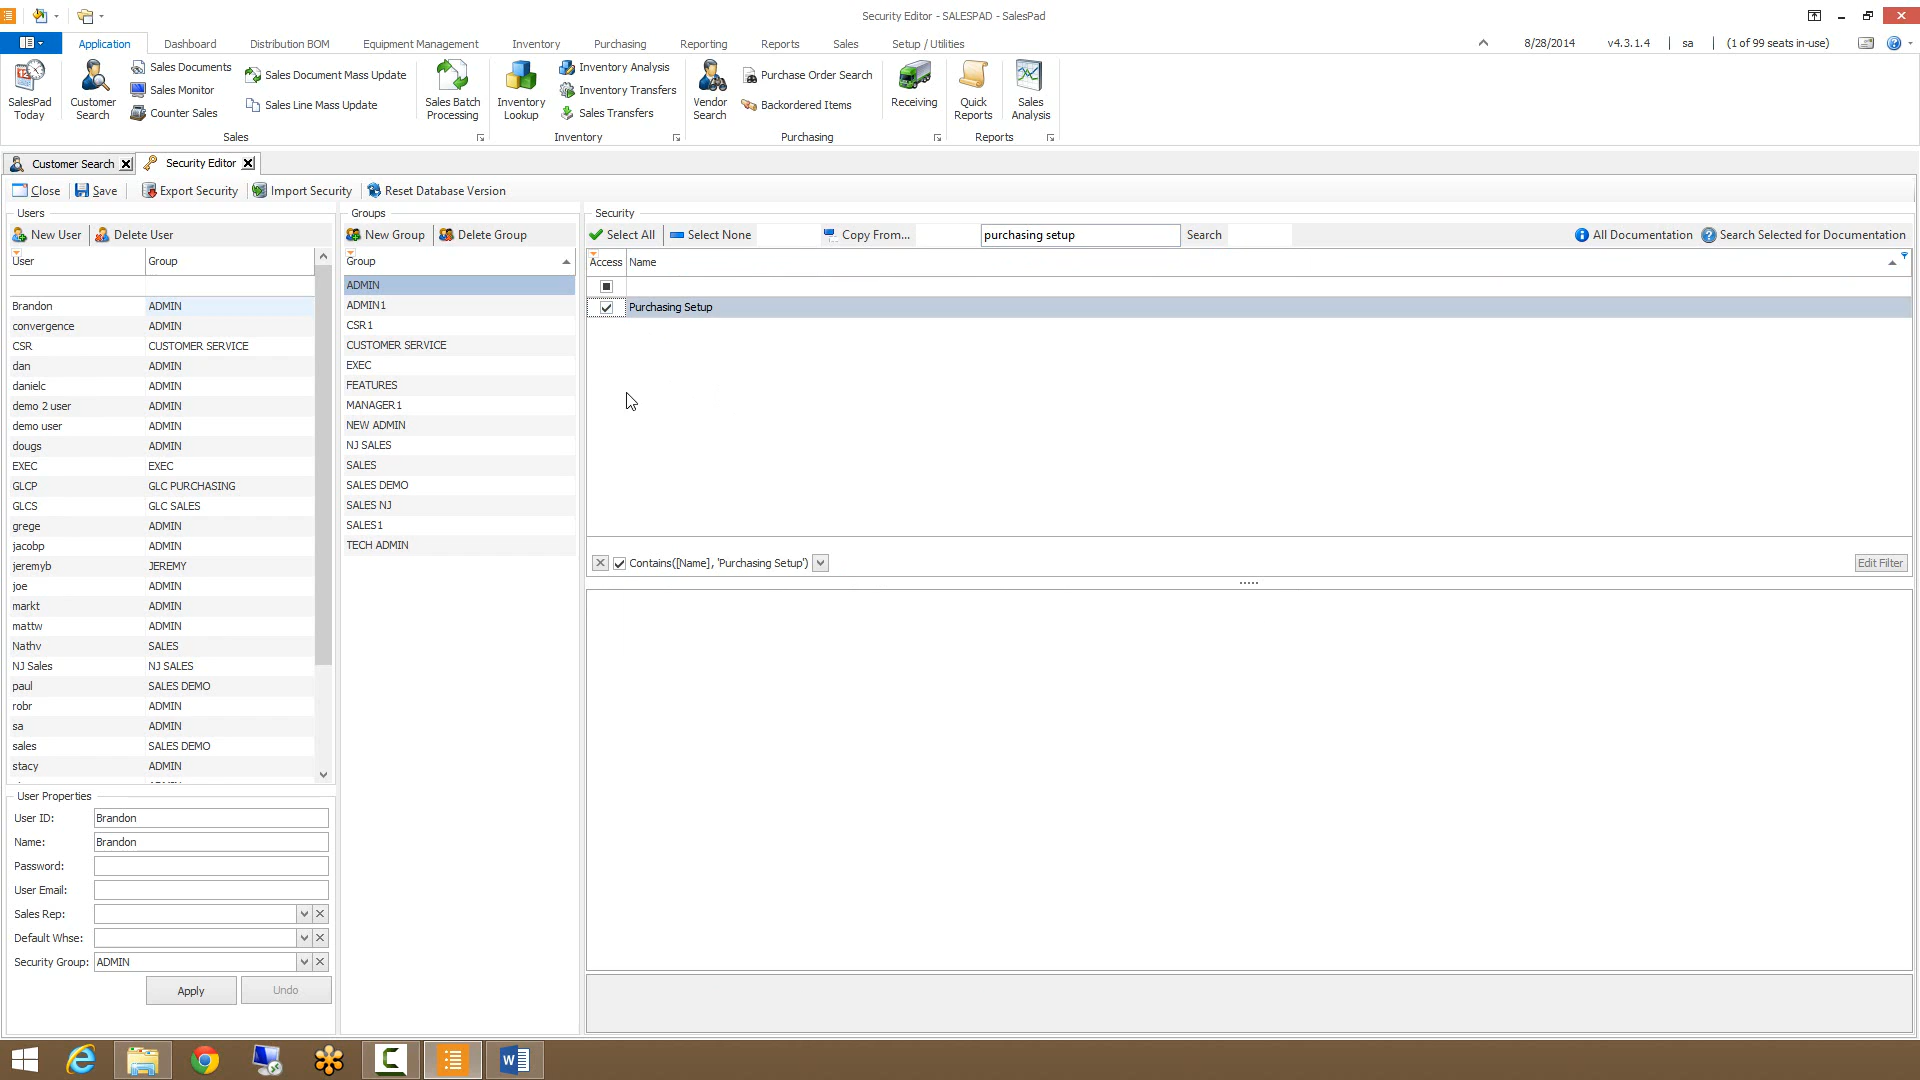 Security Editor - SALESPAD - SalesPad
Application Dashboard Distribution BOM Equipment Management Inventory Purchasing Reporting Reports Sales Setup / Utilities 8/28/2014 v4.3.1.4 sa (1 of 99 seats in-use)
SalesPad Today
Customer Search
Sales Documents
Sales Monitor
Counter Sales
Sales Document Mass Update
Sales Line Mass Update
Sales Batch Processing
Inventory Lookup
Inventory Analysis
Inventory Transfers
Sales Transfers
Vendor Search
Purchase Order Search
Backordered Items
Receiving
Quick Reports
Sales Analysis
Sales Inventory Purchasing Reports
Customer Search Security Editor
Close Save Export Security Import Security Reset Database Version
Users
New User Delete User
User Group
Brandon ADMIN
convergence ADMIN
CSR CUSTOMER SERVICE
dan ADMIN
danielc ADMIN
demo 2 user ADMIN
demo user ADMIN
dougs ADMIN
EXEC EXEC
GLCP GLC PURCHASING
GLCS GLC SALES
grege ADMIN
jacobp ADMIN
jeremyb JEREMY
joe ADMIN
markt ADMIN
mattw ADMIN
Nathv SALES
NJ Sales NJ SALES
paul SALES DEMO
robr ADMIN
sa ADMIN
sales SALES DEMO
stacy ADMIN
User Properties
User ID: Brandon
Name: Brandon
Password:
User Email:
Sales Rep:
Default Whse:
Security Group: ADMIN
Apply Undo
Groups
New Group Delete Group
Group
ADMIN
ADMIN1
CSR1
CUSTOMER SERVICE
EXEC
FEATURES
MANAGER1
NEW ADMIN
NJ SALES
SALES
SALES DEMO
SALES NJ
SALES1
TECH ADMIN
Security
Select All Select None Copy From... purchasing setup Search All Documentation Search Selected for Documentation
Access Name
Purchasing Setup
Contains([Name], 'Purchasing Setup') Edit Filter